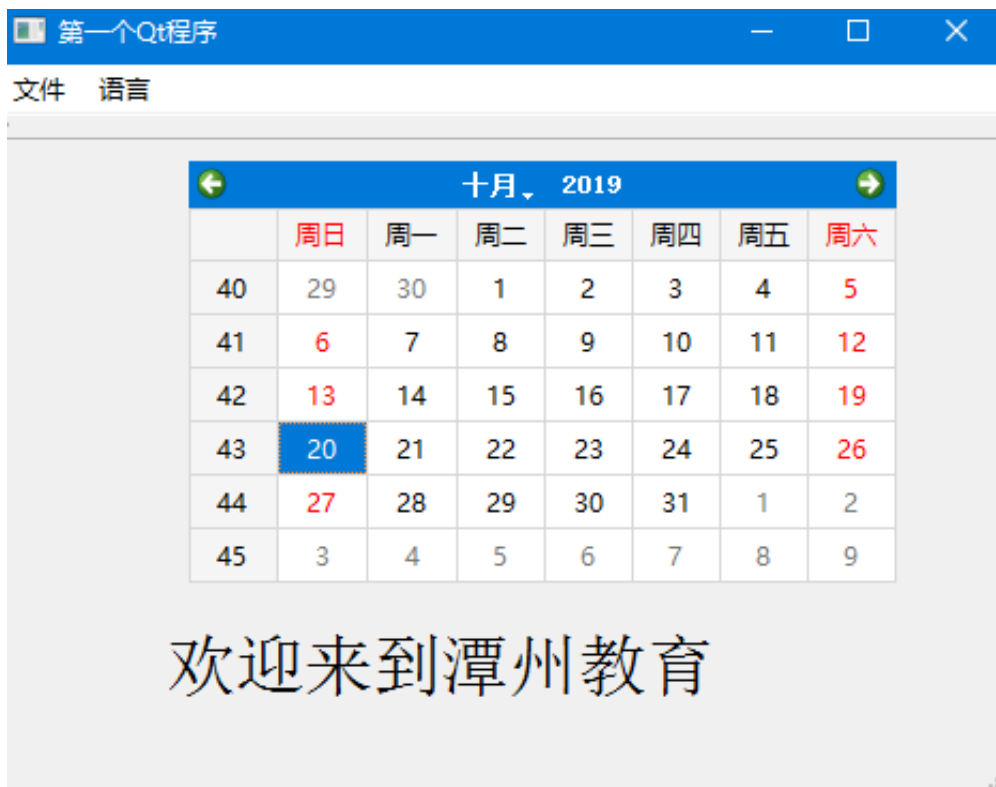 第一个Qt程序
文件 语言
十月 2019
周日 周一 周二 周三 周四 周五 周六
40 29 30 1 2 3 4 5
41 6 7 8 9 10 11 12
42 13 14 15 16 17 18 19
43 20 21 22 23 24 25 26
44 27 28 29 30 31 1 2
45 3 4 5 6 7 8 9
欢迎来到潭州教育